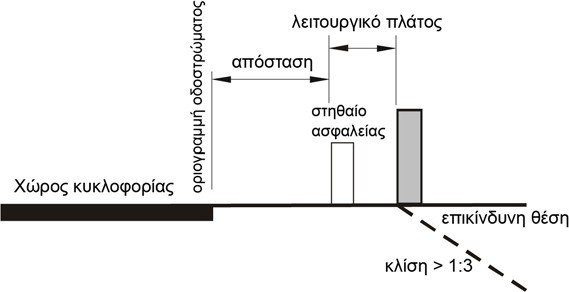 λειτουργικό πλάτος
απόσταση
οριογραμμή οδοστρώματος
στηθαίο
ασφαλείας
Χώρος κυκλοφορίας
επικίνδυνη θέση
κλίση > 1:3